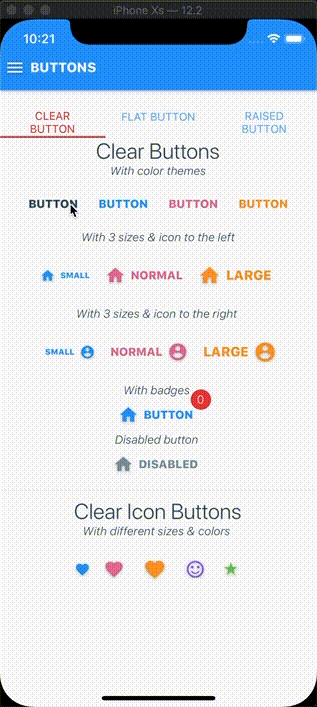 iPhone Xs — 12.2
10:21
BUTTONS
CLEAR BUTTON
FLAT BUTTON
RAISED BUTTON
Clear Buttons
With color themes
BUTTON BUTTON BUTTON BUTTON
With 3 sizes & icon to the left
SMALL NORMAL LARGE
With 3 sizes & icon to the right
SMALL NORMAL LARGE
With badges
0
BUTTON
Disabled button
DISABLED
Clear Icon Buttons
With different sizes & colors